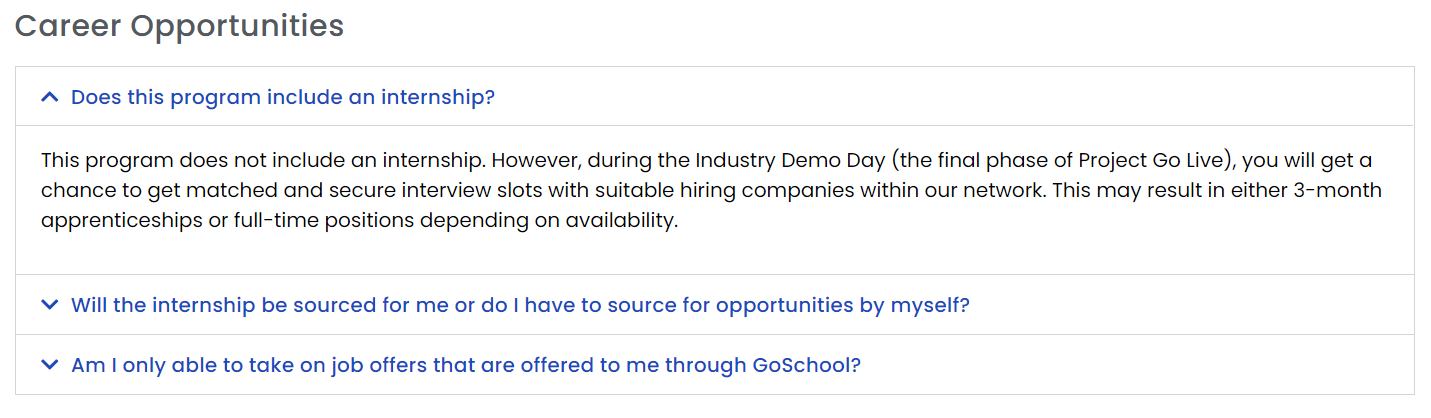 Career Opportunities
Does this program include an internship?
This program does not include an internship. However, during the Industry Demo Day (the final phase of Project Go Live), you will get a
chance to get matched and secure interview slots with suitable hiring companies within our network. This may result in either 3-month
apprenticeships or full-time positions depending on availability.
Will the internship be sourced for me or do I have to source for opportunities by myself?
Am I only able to take on job offers that are offered to me through GoSchool?